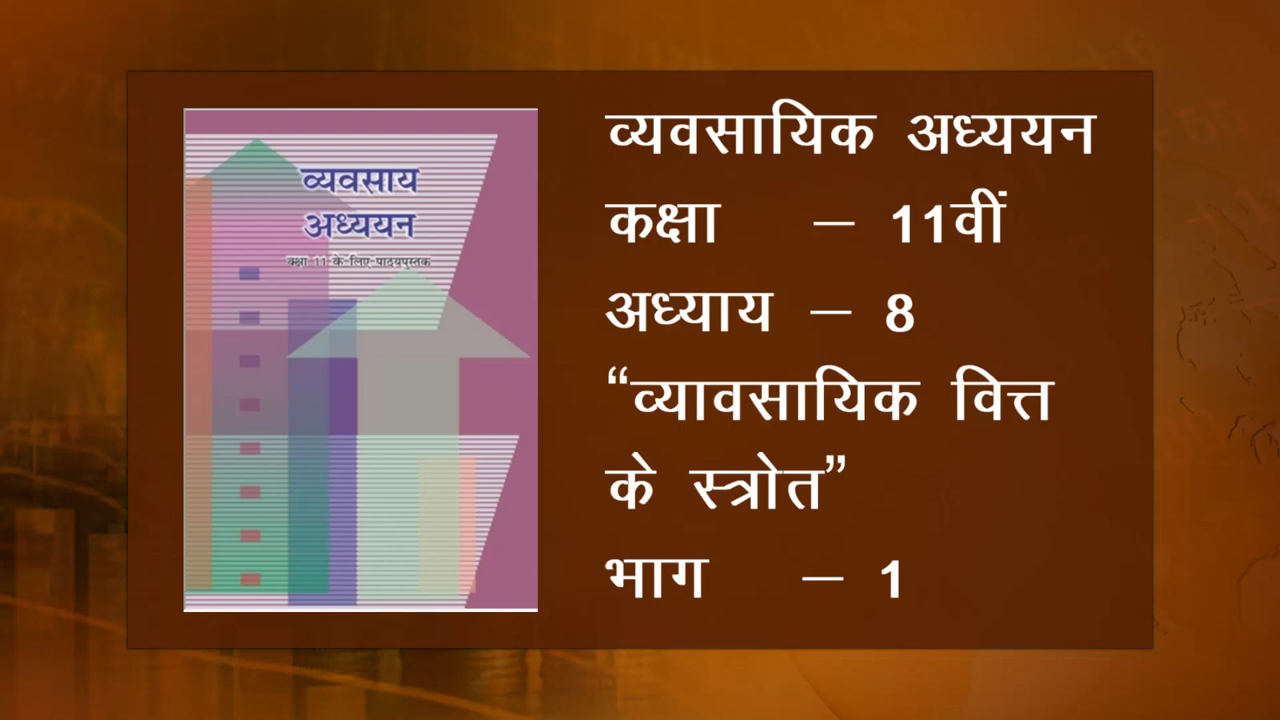 व्यवसाय
अध्ययन
कक्षा 11 के लिए पाठ्यपुस्तक
व्यवसायिक अध्ययन
कक्षा – 11वीं
अध्याय – 8
“व्यावसायिक वित्त
के स्त्रोत”
भाग – 1